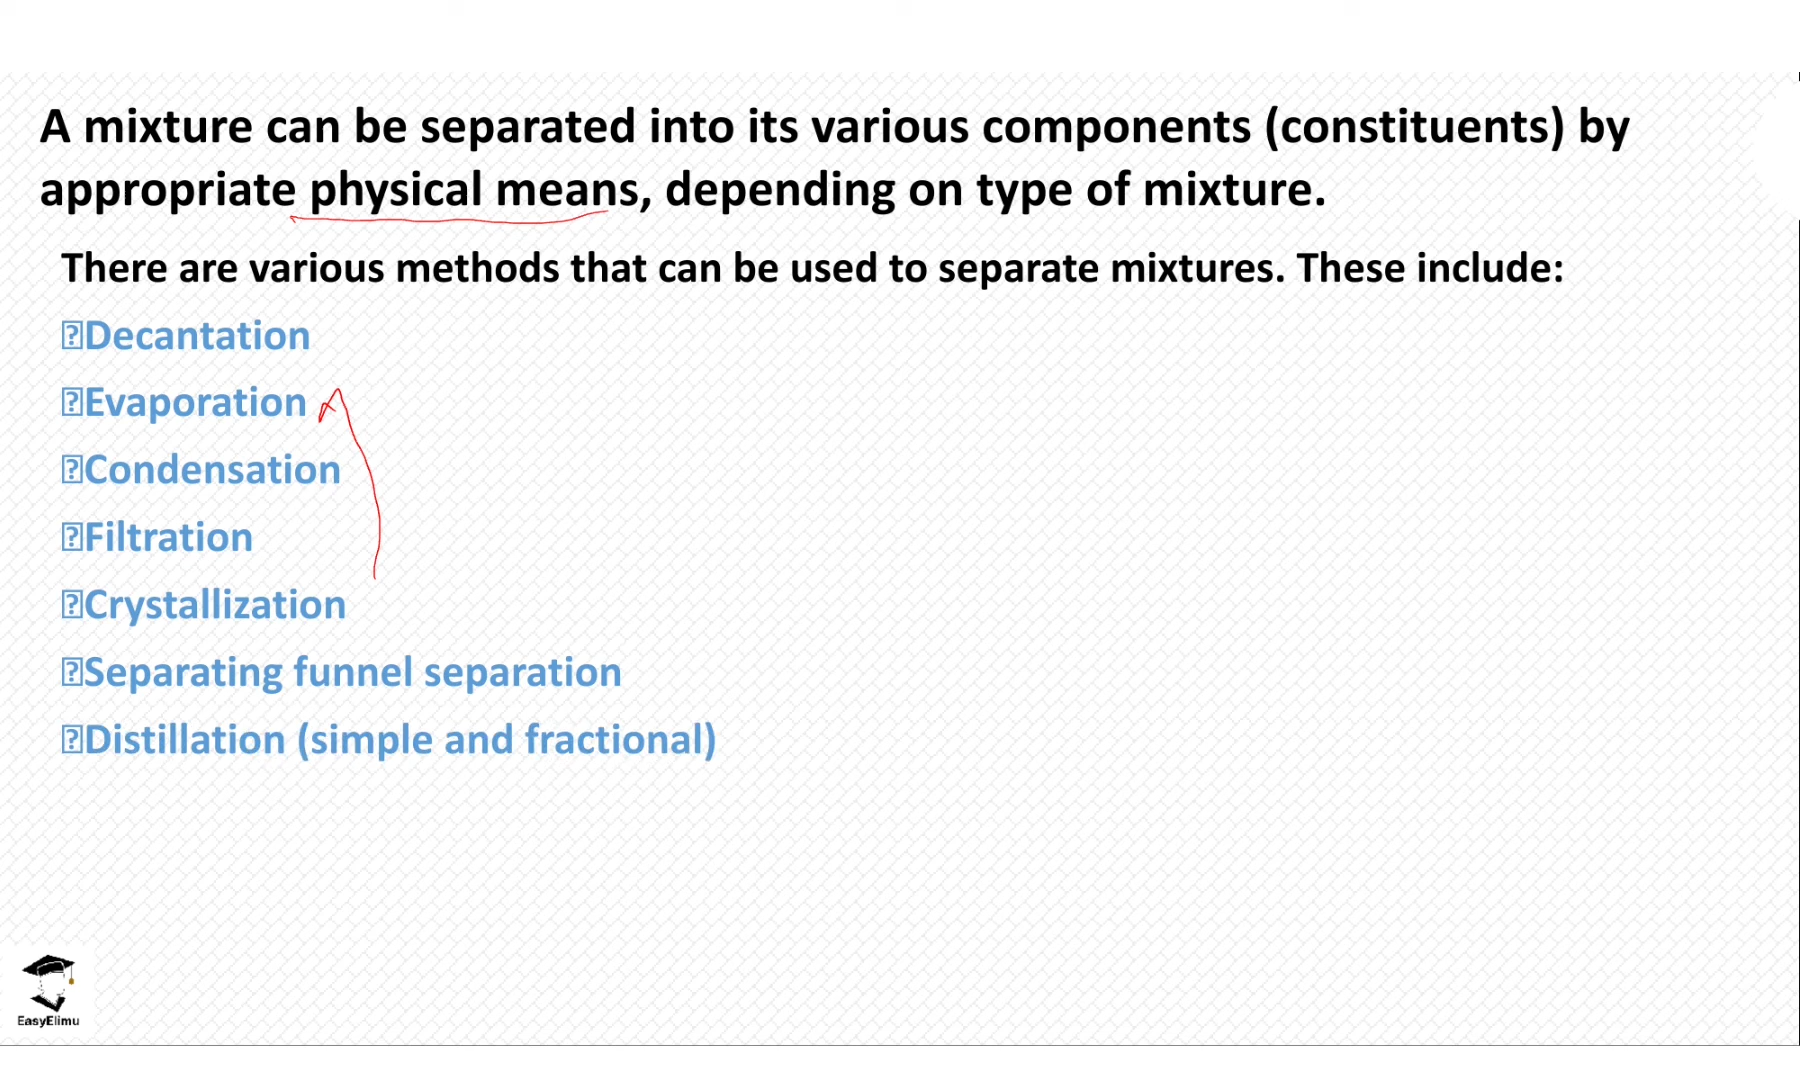 A mixture can be separated into its various components (constituents) by
appropriate physical means, depending on type of mixture.
There are various methods that can be used to separate mixtures. These include:
Decantation
Evaporation
Condensation
Filtration
Crystallization
Separating funnel separation
Distillation (simple and fractional)
EasyElimu